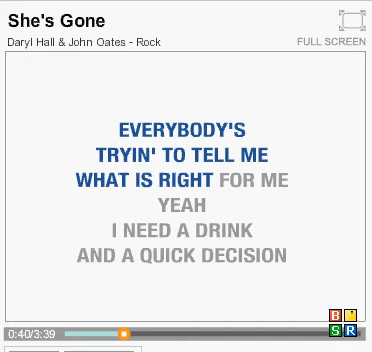 She's Gone
Daryl Hall & John Oates - Rock
FULL SCREEN
EVERYBODY'S
TRYIN' TO TELL ME
WHAT IS RIGHT FOR ME
YEAH
I NEED A DRINK
AND A QUICK DECISION
B '
S R
0:40/3:39